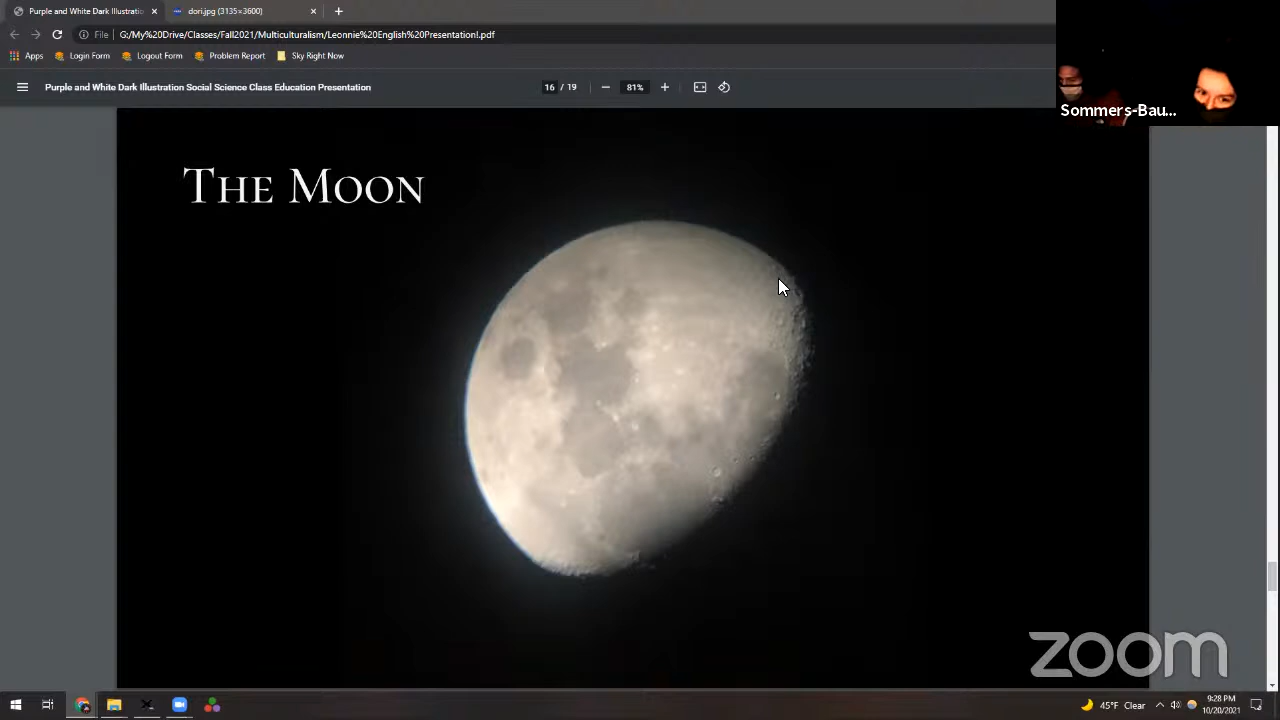 Purple and White Dark Illustratio
dori.jpg (3135×3600)
File
G:/My%20Drive/Classes/Fall2021/Multiculturalism/Leonnie%20English%20Presentation!.pdf
Apps
Login Form
Logout Form
Problem Report
Sky Right Now
Purple and White Dark Illustration Social Science Class Education Presentation
16 / 19
81%
Sommers-Bau...
The Moon
zoom
45°F Clear
9:28 PM
10/20/2021